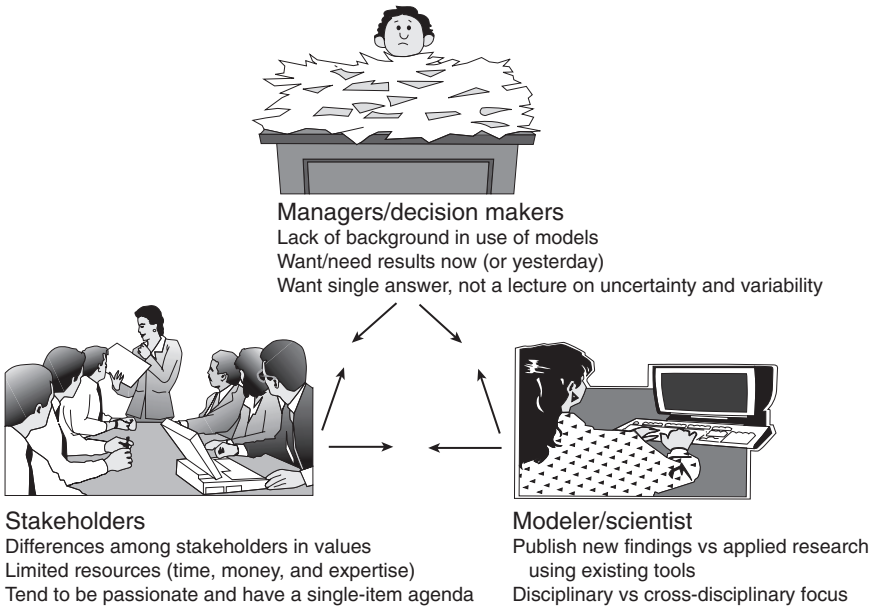 Managers/decision makers
Lack of background in use of models
Want/need results now (or yesterday)
Want single answer, not a lecture on uncertainty and variability
Stakeholders
Differences among stakeholders in values
Limited resources (time, money, and expertise)
Tend to be passionate and have a single-item agenda
Modeler/scientist
Publish new findings vs applied research
using existing tools
Disciplinary vs cross-disciplinary focus